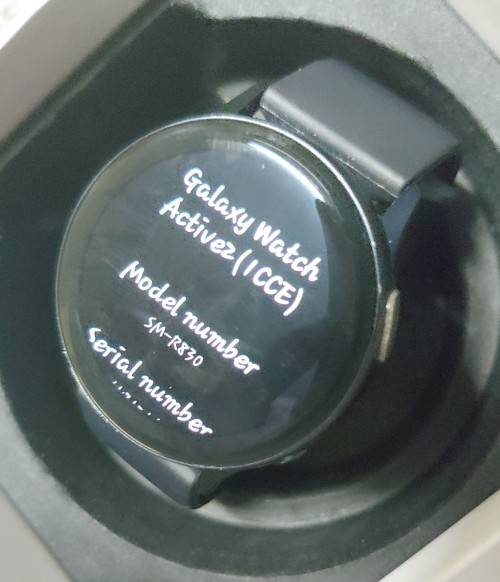 Galaxy Watch
Active2 (1CCE)
Model number
SM-R830
Serial number